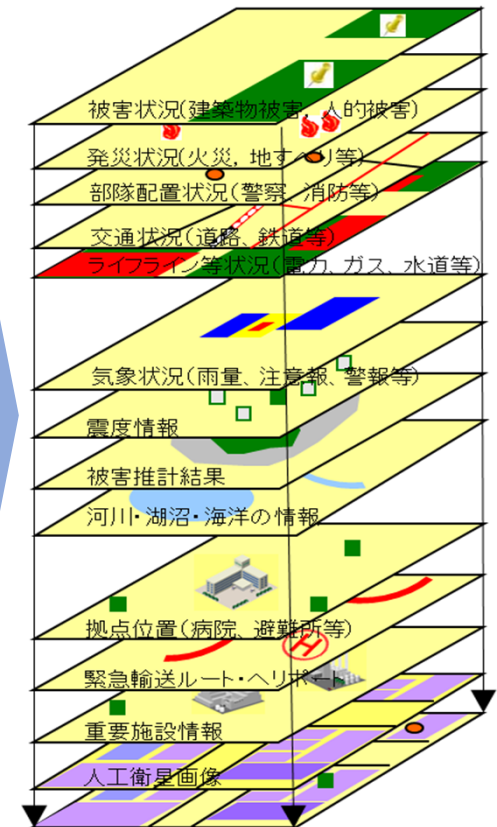 被害状況(建築物被害、人的被害)
発災状況(火災, 地すべり等)
部隊配置状況(警察、消防等)
交通状況(道路、鉄道等)
ライフライン等状況(電力、ガス、水道等)
気象状況(雨量、注意報、警報等)
震度情報
被害推計結果
河川・湖沼・海洋の情報
拠点位置(病院、避難所等)
H
緊急輸送ルート・ヘリポート
重要施設情報
人工衛星画像